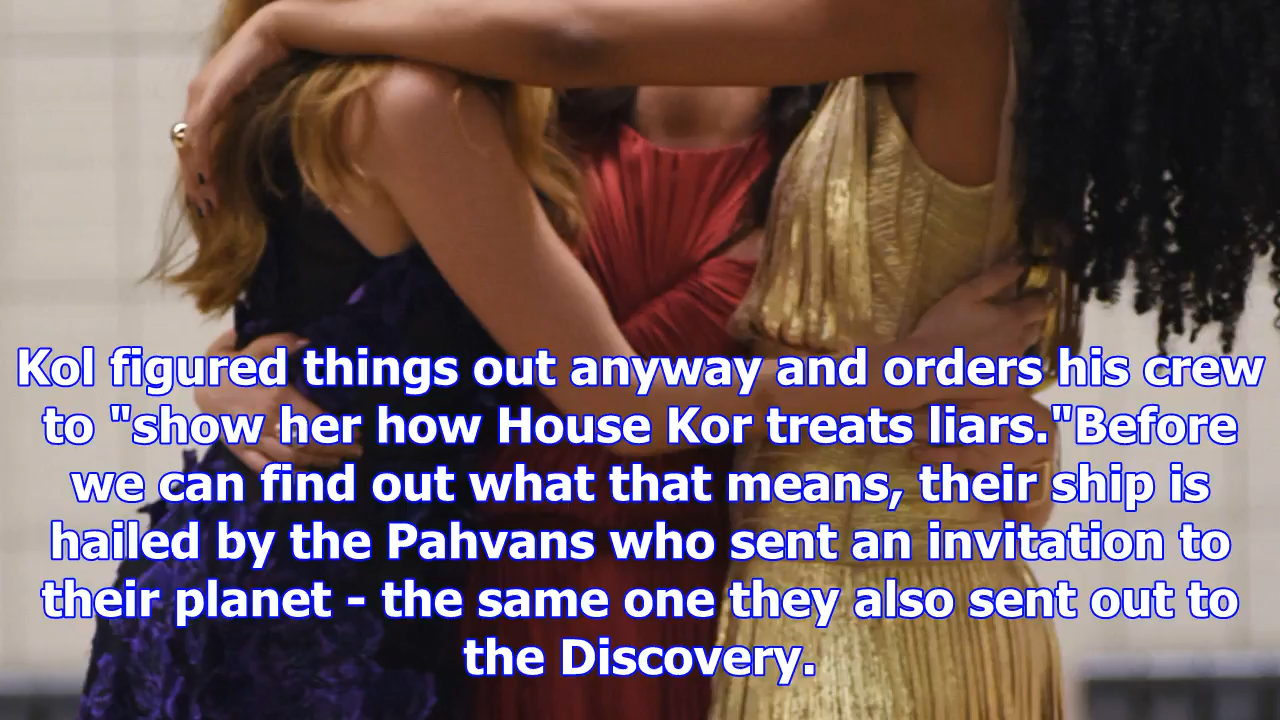 Kol figured things out anyway and orders his crew
to "show her how House Kor treats liars."Before
we can find out what that means, their ship is
hailed by the Pahvans who sent an invitation to
their planet - the same one they also sent out to
the Discovery.